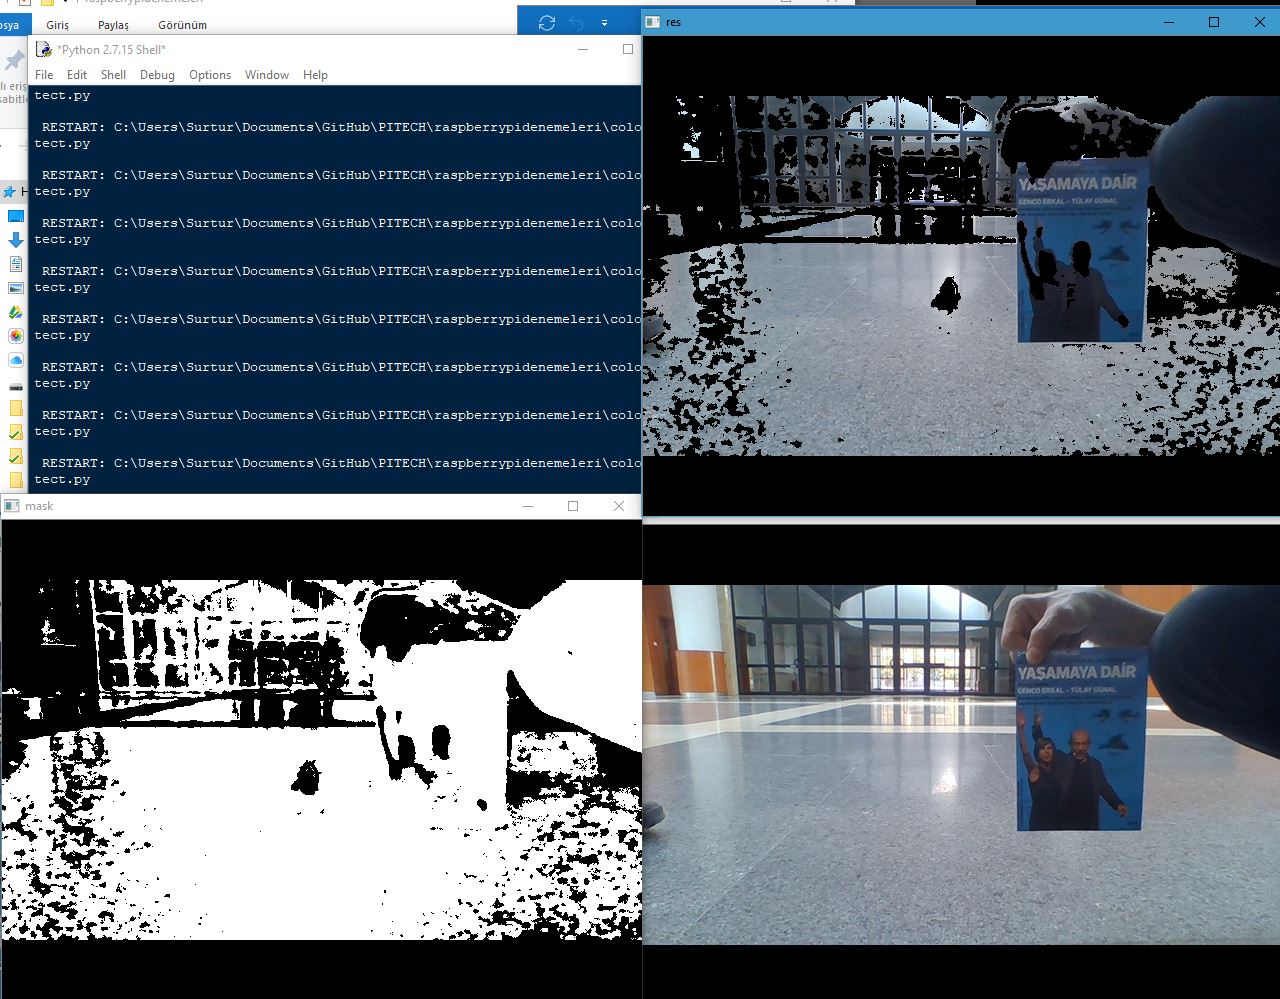 raspberrypidenemeleri
osya Giriş Paylaş Görünüm
res
*Python 2.7.15 Shell*
File Edit Shell Debug Options Window Help
lı eriş
sabitle
tect.py
RESTART: C:\Users\Surtur\Documents\GitHub\PITECH\raspberrypidenemeleri\colo
tect.py
RESTART: C:\Users\Surtur\Documents\GitHub\PITECH\raspberrypidenemeleri\colo
tect.py
RESTART: C:\Users\Surtur\Documents\GitHub\PITECH\raspberrypidenemeleri\colo
tect.py
RESTART: C:\Users\Surtur\Documents\GitHub\PITECH\raspberrypidenemeleri\colo
tect.py
RESTART: C:\Users\Surtur\Documents\GitHub\PITECH\raspberrypidenemeleri\colo
tect.py
RESTART: C:\Users\Surtur\Documents\GitHub\PITECH\raspberrypidenemeleri\colo
tect.py
RESTART: C:\Users\Surtur\Documents\GitHub\PITECH\raspberrypidenemeleri\colo
tect.py
RESTART: C:\Users\Surtur\Documents\GitHub\PITECH\raspberrypidenemeleri\colo
tect.py
YAŞAMAYA DAİR
GENCO ERKAL - TÜLAY GÜNAL
mask
YAŞAMAYA DAİR
GENCO ERKAL - TÜLAY GÜNAL